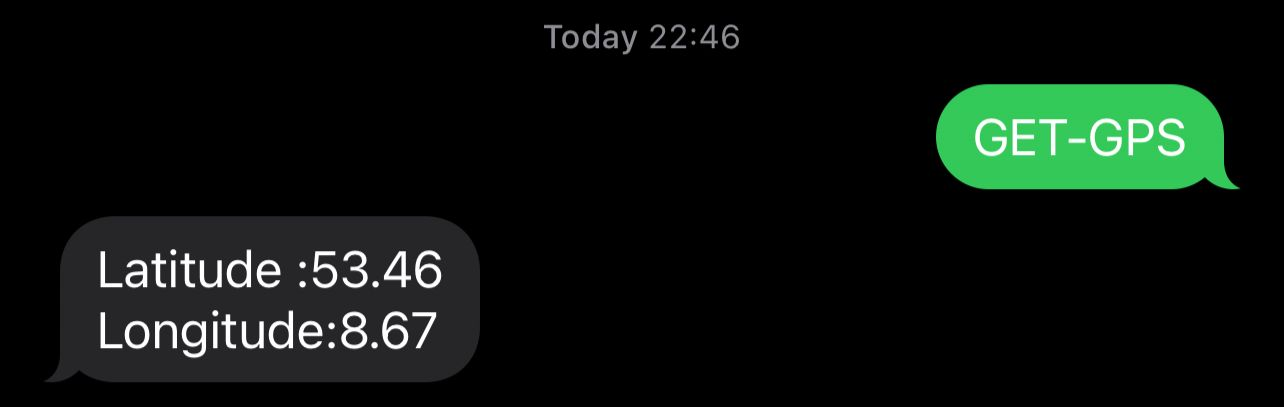 Today 22:46
GET-GPS
Latitude :53.46
Longitude:8.67